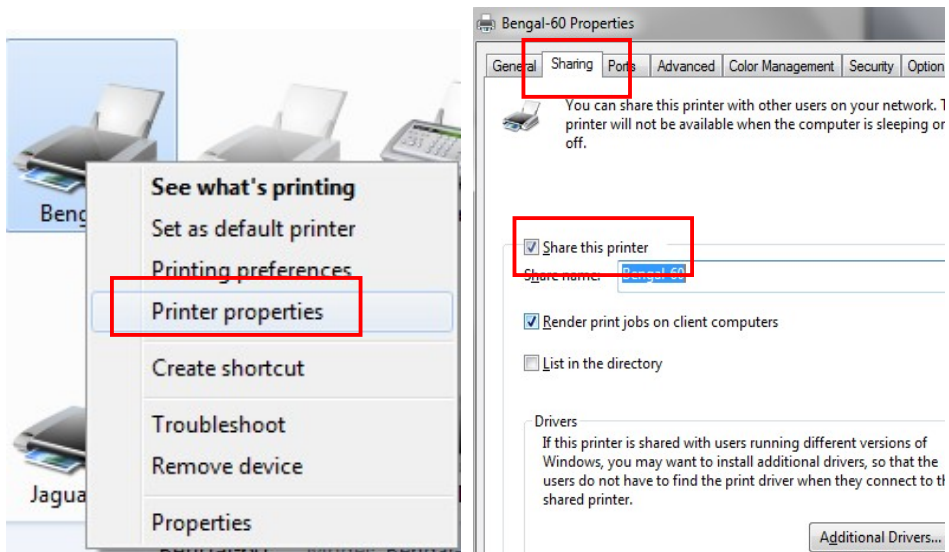 Beng
See what's printing
Set as default printer
Printing preferences
Printer properties
Create shortcut
Troubleshoot
Remove device
Jagua
Properties
Bengal-60 Properties
General Sharing Ports Advanced Color Management Security Option
You can share this printer with other users on your network. T
printer will not be available when the computer is sleeping or
off.
Share this printer
Share name: Bengal-60
Render print jobs on client computers
List in the directory
Drivers
If this printer is shared with users running different versions of
Windows, you may want to install additional drivers, so that the
users do not have to find the print driver when they connect to th
shared printer.
Additional Drivers...